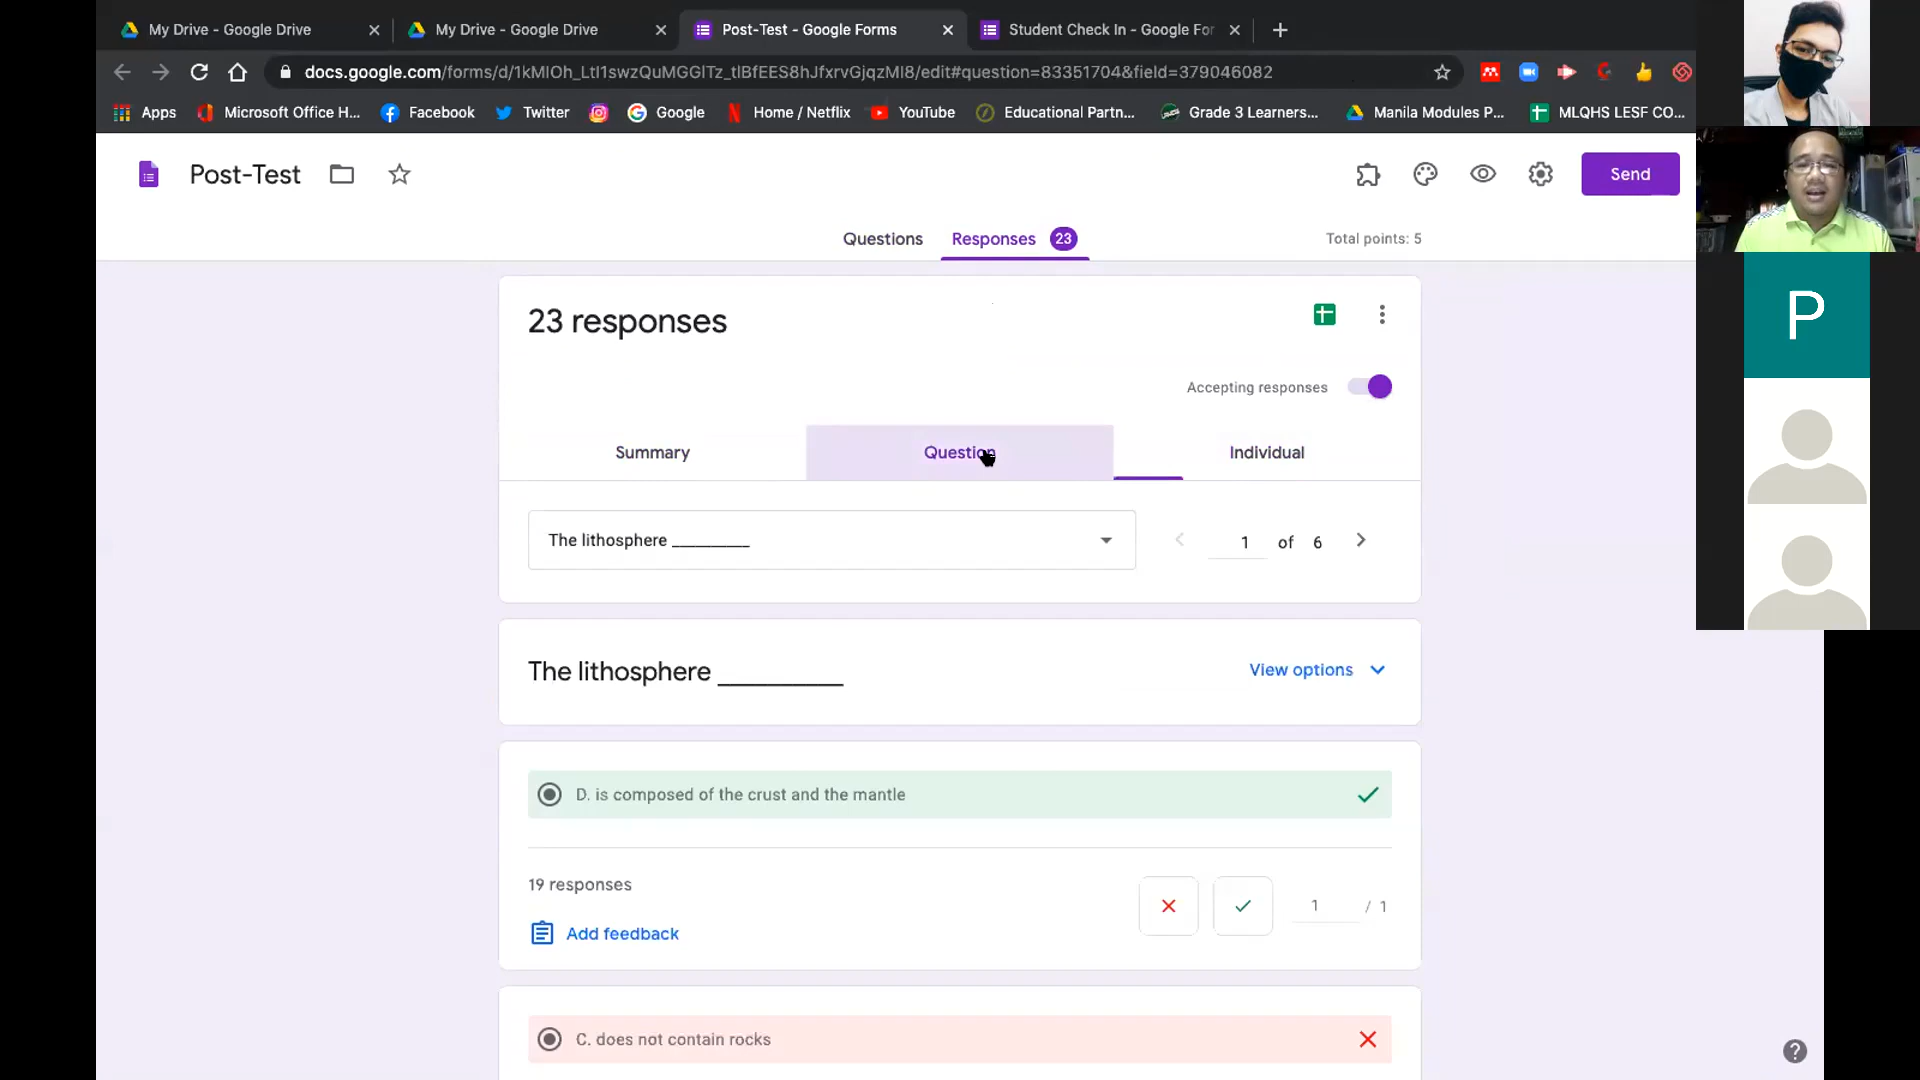 My Drive - Google Drive
My Drive - Google Drive
Post-Test - Google Forms
Student Check In - Google For
docs.google.com/forms/d/1kMIOh_LtI1swzQuMGGlTz_tlBfEES8hJfxrvGjqzMI8/edit#question=83351704&field=379046082
Apps
Microsoft Office H...
Facebook
Twitter
Google
Home / Netflix
YouTube
Educational Partn...
Grade 3 Learners...
Manila Modules P...
MLQHS LESF CO...
Post-Test
Send
Questions
Responses 23
Total points: 5
23 responses
Accepting responses
Summary
Question
Individual
The lithosphere __________
1 of 6
The lithosphere __________
View options
D. is composed of the crust and the mantle
19 responses
1 / 1
Add feedback
C. does not contain rocks
P